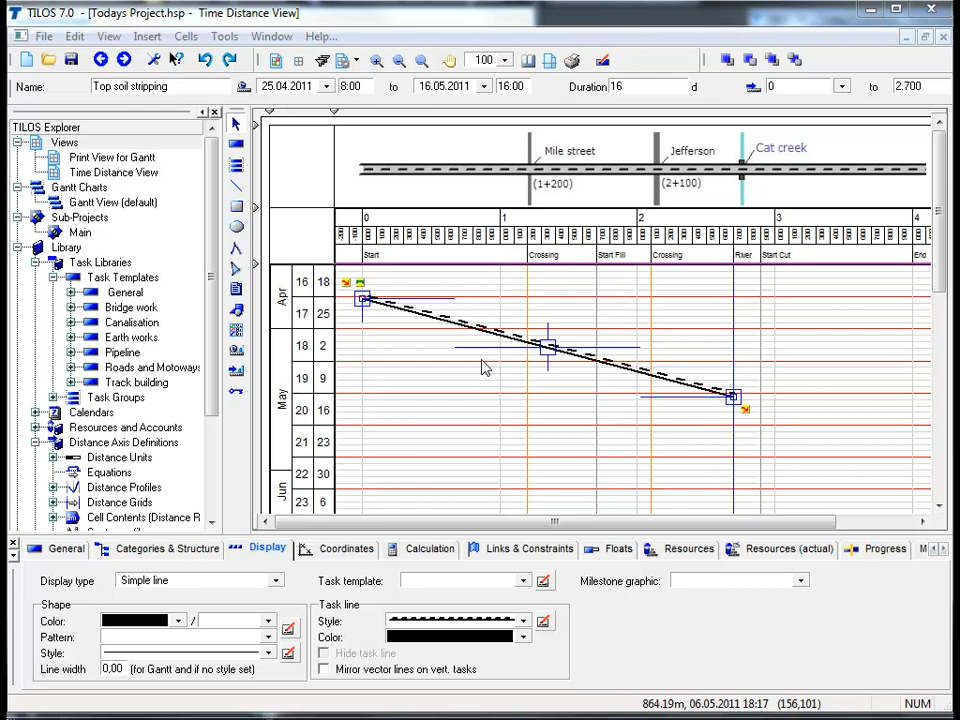 TILOS 7.0 - [Todays Project.hsp - Time Distance View]
File Edit View Insert Cells Tools Window Help...
100
Name: Top soil stripping 25.04.2011 8:00 to 16.05.2011 16:00 Duration 16 d 0 to 2.700
TILOS Explorer
Views
Print View for Gantt
Time Distance View
Gantt Charts
Gantt View (default)
Sub-Projects
Main
Library
Task Libraries
Task Templates
General
Bridge work
Canalisation
Earth works
Pipeline
Roads and Motoways
Track building
Task Groups
Calendars
Resources and Accounts
Distance Axis Definitions
Distance Units
Equations
Distance Profiles
Distance Grids
Cell Contents (Distance R
Mile street Jefferson Cat creek
(1+200) (2+100)
0 1 2 3 4
Start Crossing Start Fill Crossing River Start Cut End
Apr 16 18
17 25
18 2
May 19 9
20 16
21 23
22 30
Jun 23 6
General Categories & Structure Display Coordinates Calculation Links & Constraints Floats Resources Resources (actual) Progress M
Display type Simple line Task template: Milestone graphic:
Shape Task line
Color: / Style:
Pattern: Color:
Style: Hide task line
Line width 0,00 (for Gantt and if no style set) Mirror vector lines on vert. tasks
864.19m, 06.05.2011 18:17 (156,101) NUM